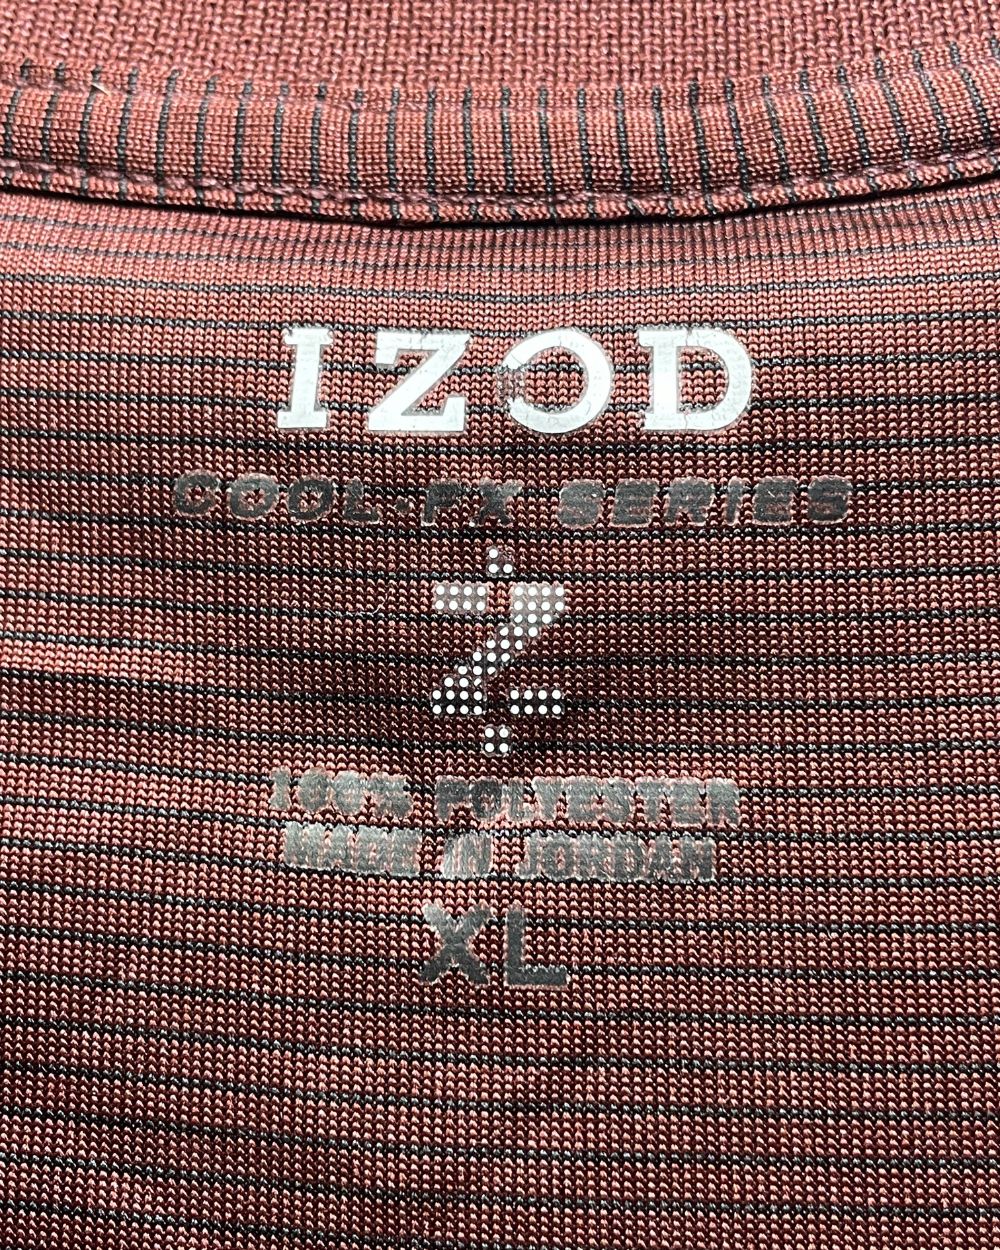 IZOD
COOL-FX SERIES
Z
100% POLYESTER
MADE IN JORDAN
XL